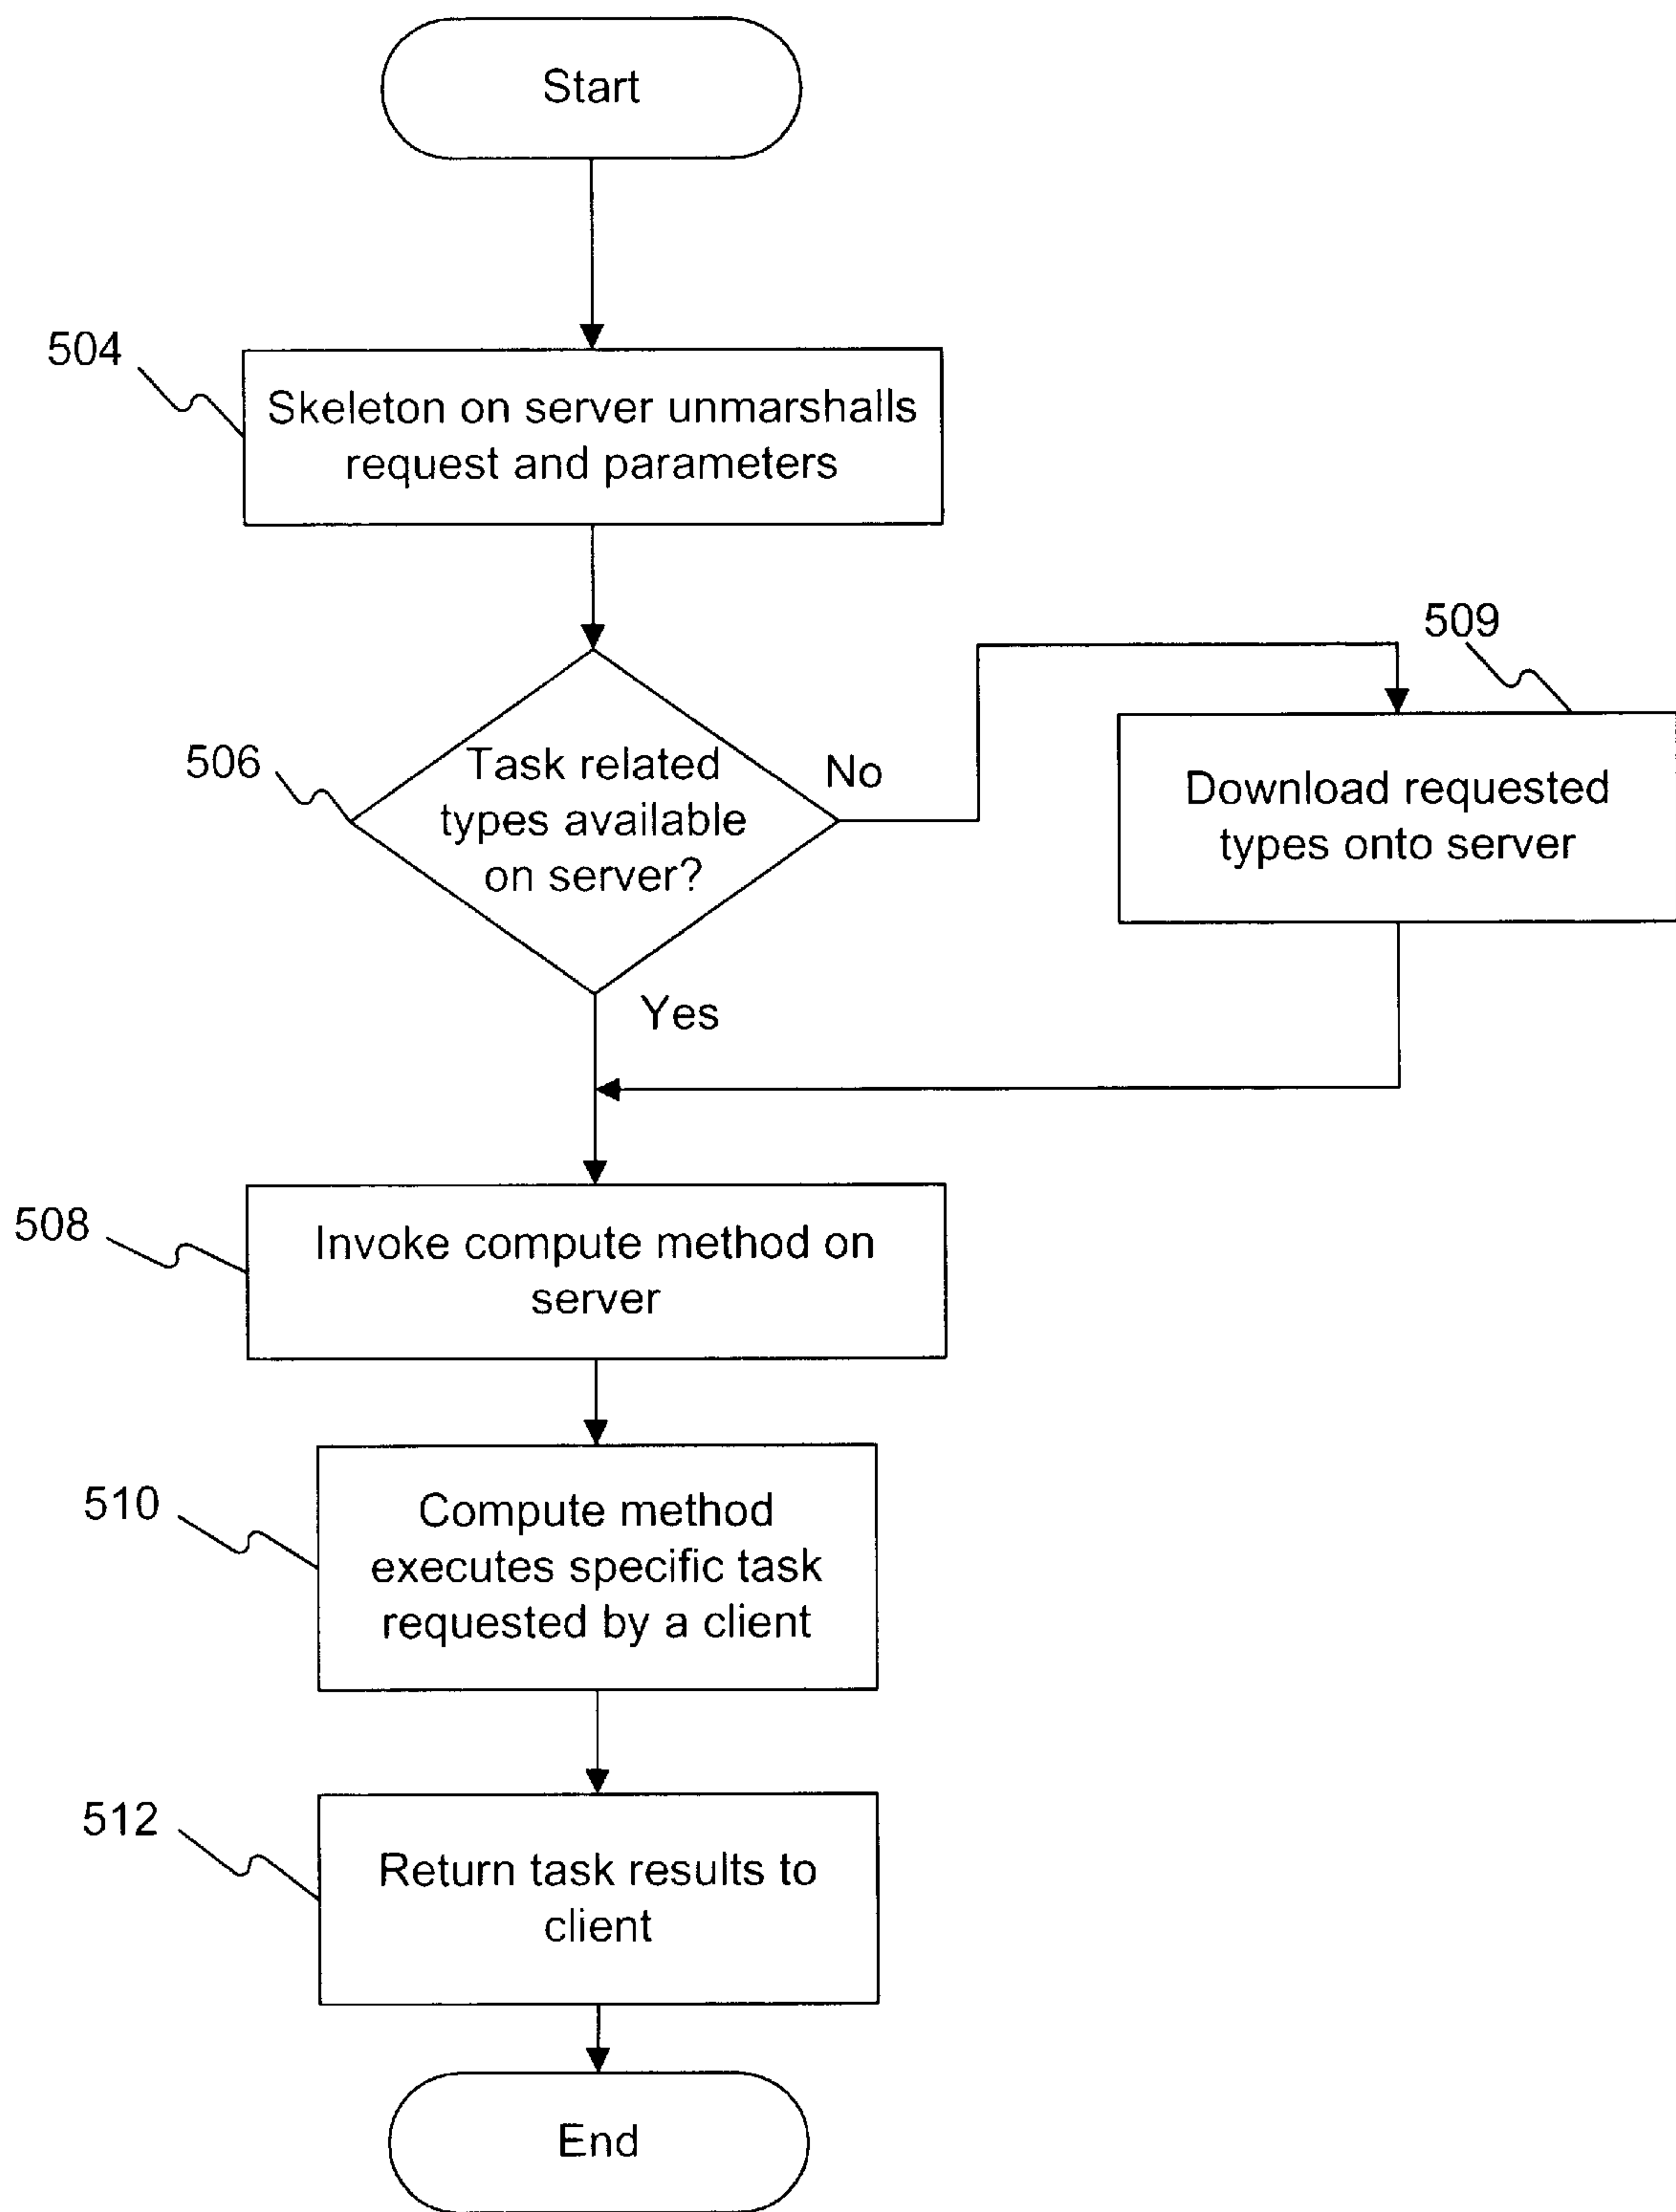 Start
504
Skeleton on server unmarshalls
request and parameters
509
506
Task related
types available
on server?
No
Download requested
types onto server
Yes
508
Invoke compute method on
server
510
Compute method
executes specific task
requested by a client
512
Return task results to
client
End